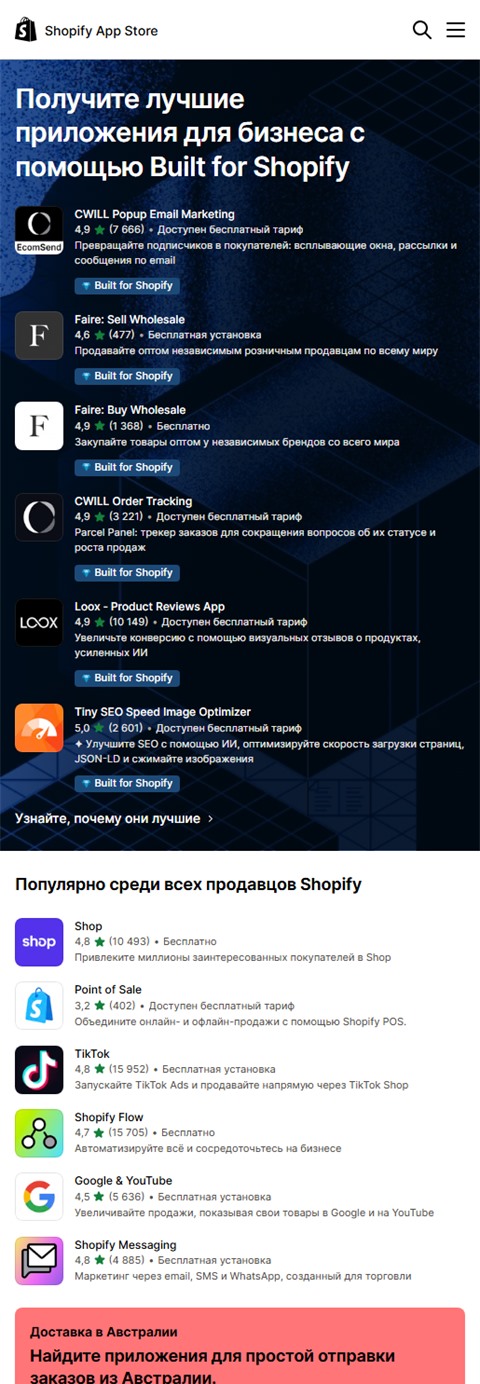 Shopify App Store
Получите лучшие
приложения для бизнеса с
помощью Built for Shopify
CWILL Popup Email Marketing
4,9 ★ (7 666) • Доступен бесплатный тариф
EcomSend
Превращайте подписчиков в покупателей: всплывающие окна, рассылки и
сообщения по email
Built for Shopify
F
Faire: Sell Wholesale
4,6 ★ (477) • Бесплатная установка
Продавайте оптом независимым розничным продавцам по всему миру
Built for Shopify
F
Faire: Buy Wholesale
4,9 ★ (1 368) • Бесплатно
Закупайте товары оптом у независимых брендов со всего мира
Built for Shopify
CWILL Order Tracking
4,9 ★ (3 221) • Доступен бесплатный тариф
Parcel Panel: трекер заказов для сокращения вопросов об их статусе и
роста продаж
Built for Shopify
LOOX
Loox - Product Reviews App
4,9 ★ (10 149) • Доступен бесплатный тариф
Увеличьте конверсию с помощью визуальных отзывов о продуктах,
усиленных ИИ
Built for Shopify
Tiny SEO Speed Image Optimizer
5,0 ★ (2 601) • Доступен бесплатный тариф
✦ Улучшите SEO с помощью ИИ, оптимизируйте скорость загрузки страниц,
JSON-LD и сжимайте изображения
Built for Shopify
Узнайте, почему они лучшие >
Популярно среди всех продавцов Shopify
shop
Shop
4,8 ★ (10 493) • Бесплатно
Привлеките миллионы заинтересованных покупателей в Shop
Point of Sale
3,2 ★ (402) • Доступен бесплатный тариф
Объедините онлайн- и офлайн-продажи с помощью Shopify POS.
TikTok
4,8 ★ (15 952) • Бесплатная установка
Запускайте TikTok Ads и продавайте напрямую через TikTok Shop
Shopify Flow
4,7 ★ (15 705) • Бесплатно
Автоматизируйте всё и сосредоточьтесь на бизнесе
Google & YouTube
4,5 ★ (5 636) • Бесплатная установка
Увеличивайте продажи, показывая свои товары в Google и на YouTube
Shopify Messaging
4,8 ★ (4 885) • Бесплатная установка
Маркетинг через email, SMS и WhatsApp, созданный для торговли
Доставка в Австралии
Найдите приложения для простой отправки
заказов из Австралии.